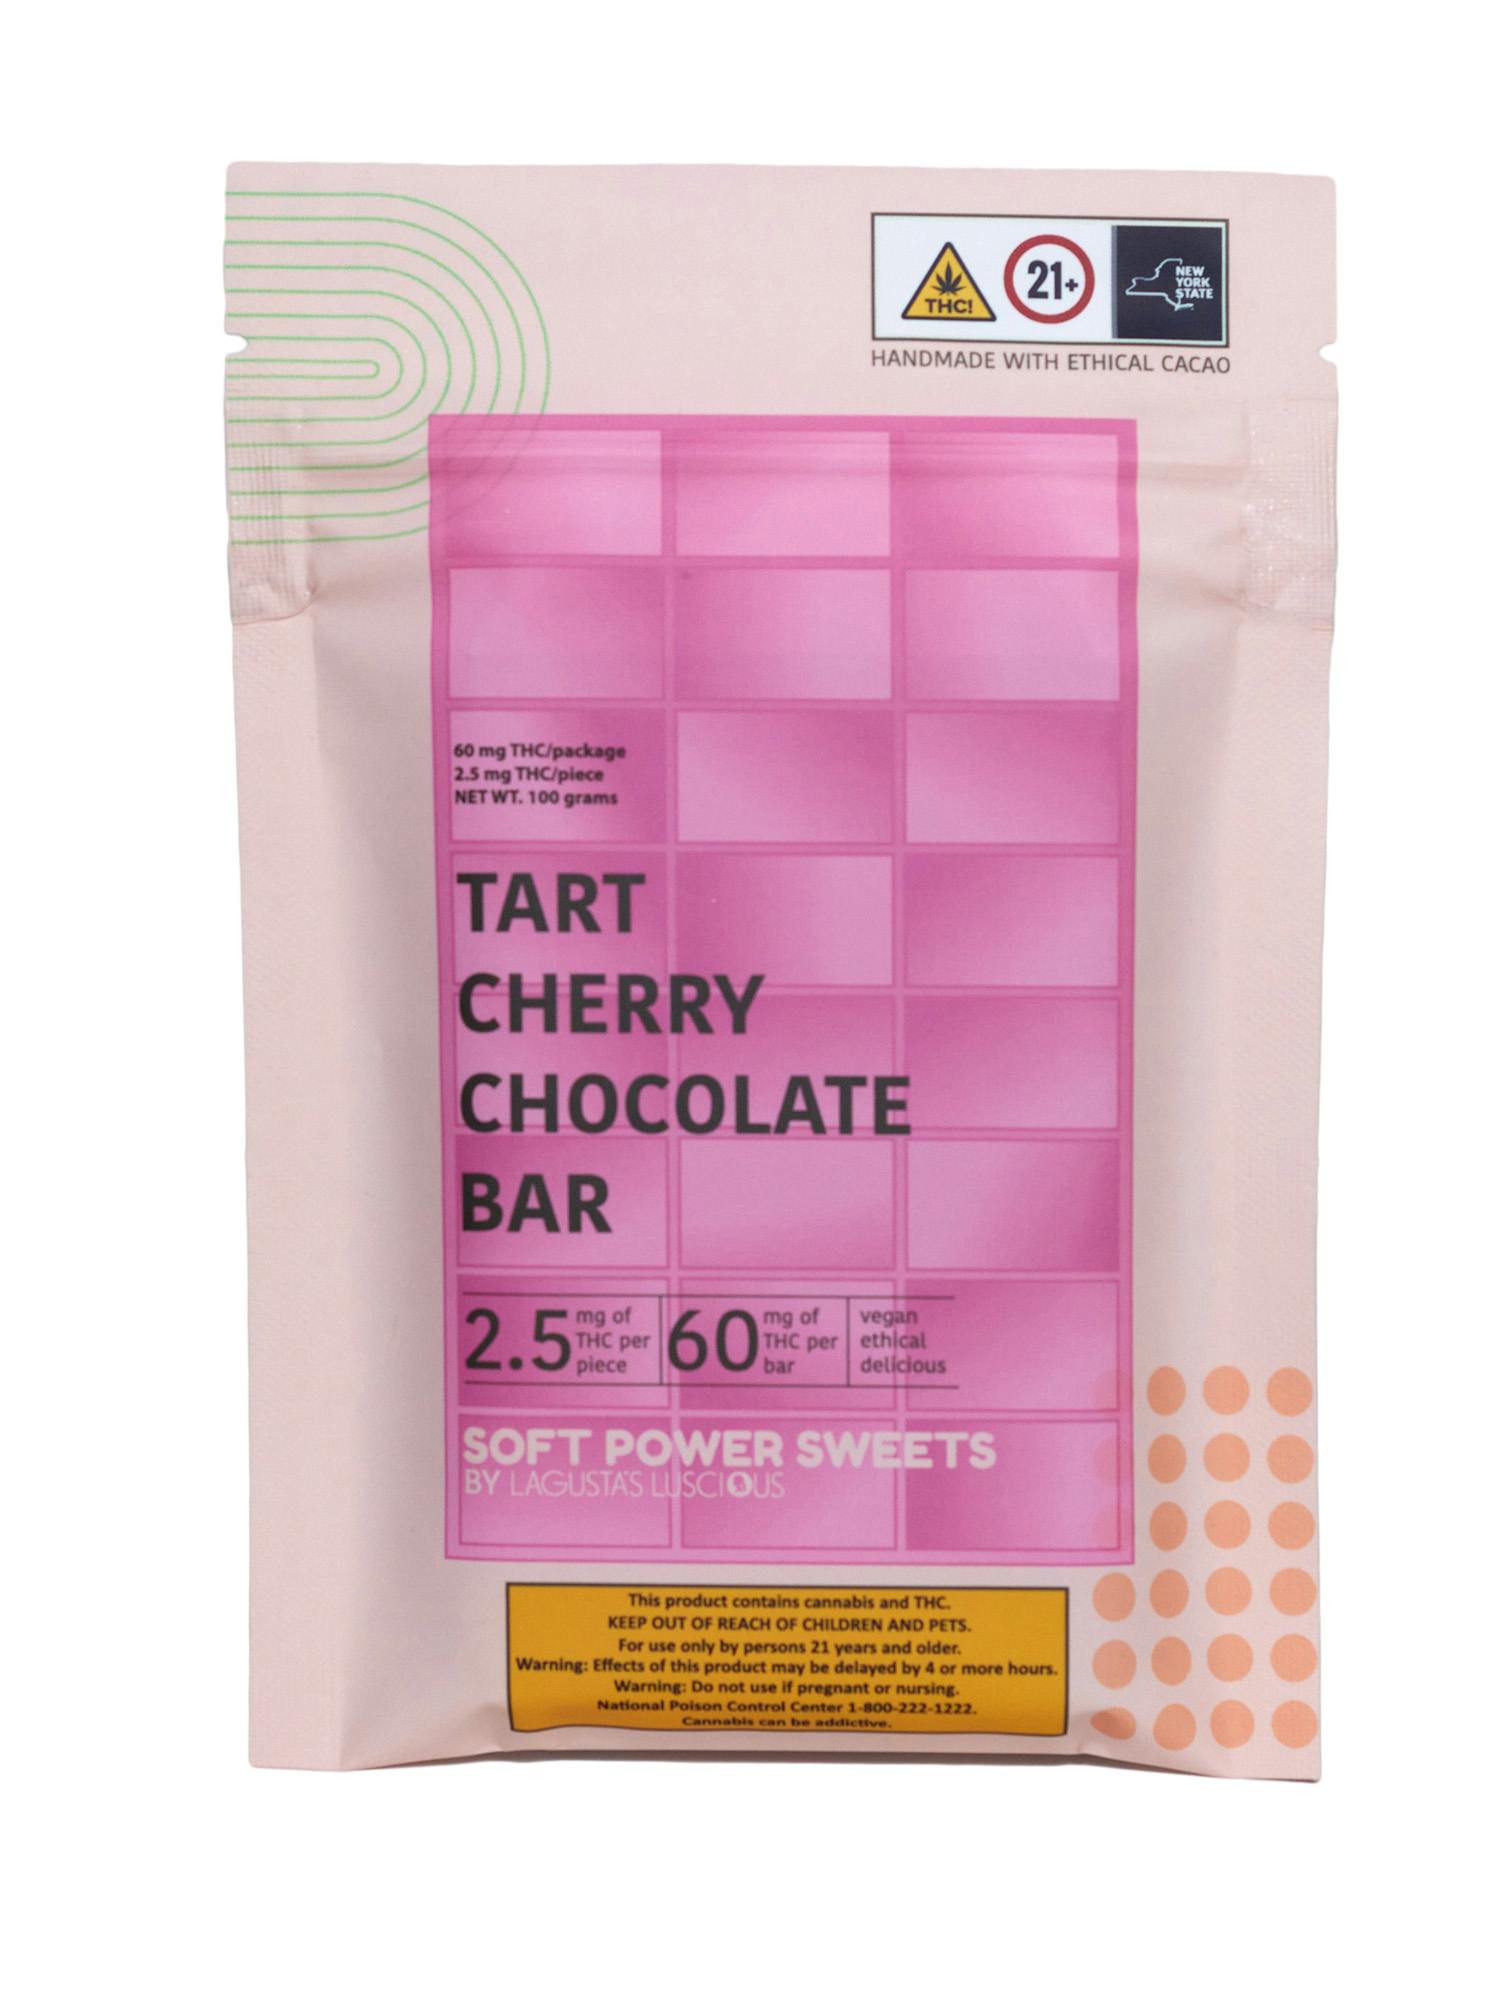 THC!
21+
NEW
YORK
STATE
HANDMADE WITH ETHICAL CACAO
60 mg THC/package
2.5 mg THC/piece
NET WT. 100 grams
TART
CHERRY
CHOCOLATE
BAR
2.5 mg of THC per piece
60 mg of THC per bar
vegan
ethical
delicious
SOFT POWER SWEETS
BY LAGUSTA'S LUSCIOUS
This product contains cannabis and THC.
KEEP OUT OF REACH OF CHILDREN AND PETS.
For use only by persons 21 years and older.
Warning: Effects of this product may be delayed by 4 or more hours.
Warning: Do not use if pregnant or nursing.
National Poison Control Center 1-800-222-1222.
Cannabis can be addictive.